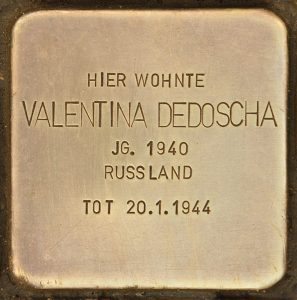 HIER WOHNTE
VALENTINA DEDOSCHA
JG. 1940
RUSSLAND
TOT 20.1.1944